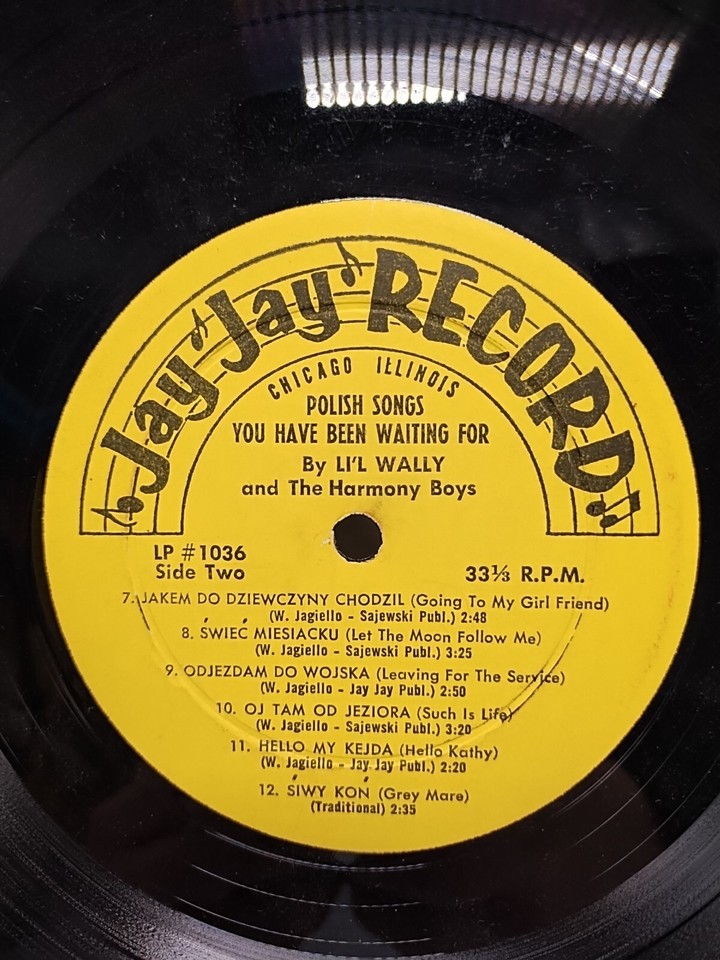 Jay Jay RECORD
CHICAGO ILLINOIS
POLISH SONGS
YOU HAVE BEEN WAITING FOR
By LI'L WALLY
and The Harmony Boys
LP #1036
Side Two
33⅓ R.P.M.
7. JAKEM DO DZIEWCZYNY CHODZIL (Going To My Girl Friend)
(W. Jagiello - Sajewski Publ.) 2:48
8. ŚWIEĆ MIESIACKU (Let The Moon Follow Me)
(W. Jagiello - Sajewski Publ.) 3:25
9. ODJEZDAM DO WOJSKA (Leaving For The Service)
(W. Jagiello - Jay Jay Publ.) 2:50
10. OJ TAM OD JEZIORA (Such Is Life)
(W. Jagiello - Sajewski Publ.) 3:20
11. HELLO MY KEJDA (Hello Kathy)
(W. Jagiello - Jay Jay Publ.) 2:20
12. SIWY KOŃ (Grey Mare)
(Traditional) 2:35